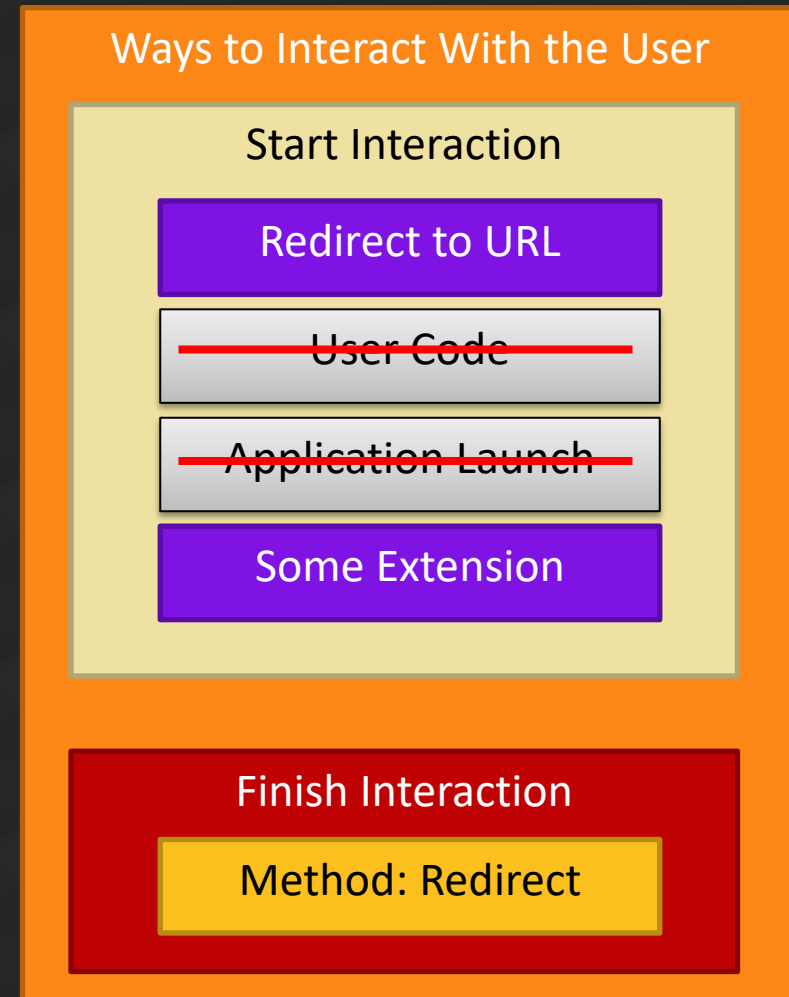 Ways to Interact With the User
Start Interaction
Redirect to URL
User Code
Application Launch
Some Extension
Finish Interaction
Method: Redirect